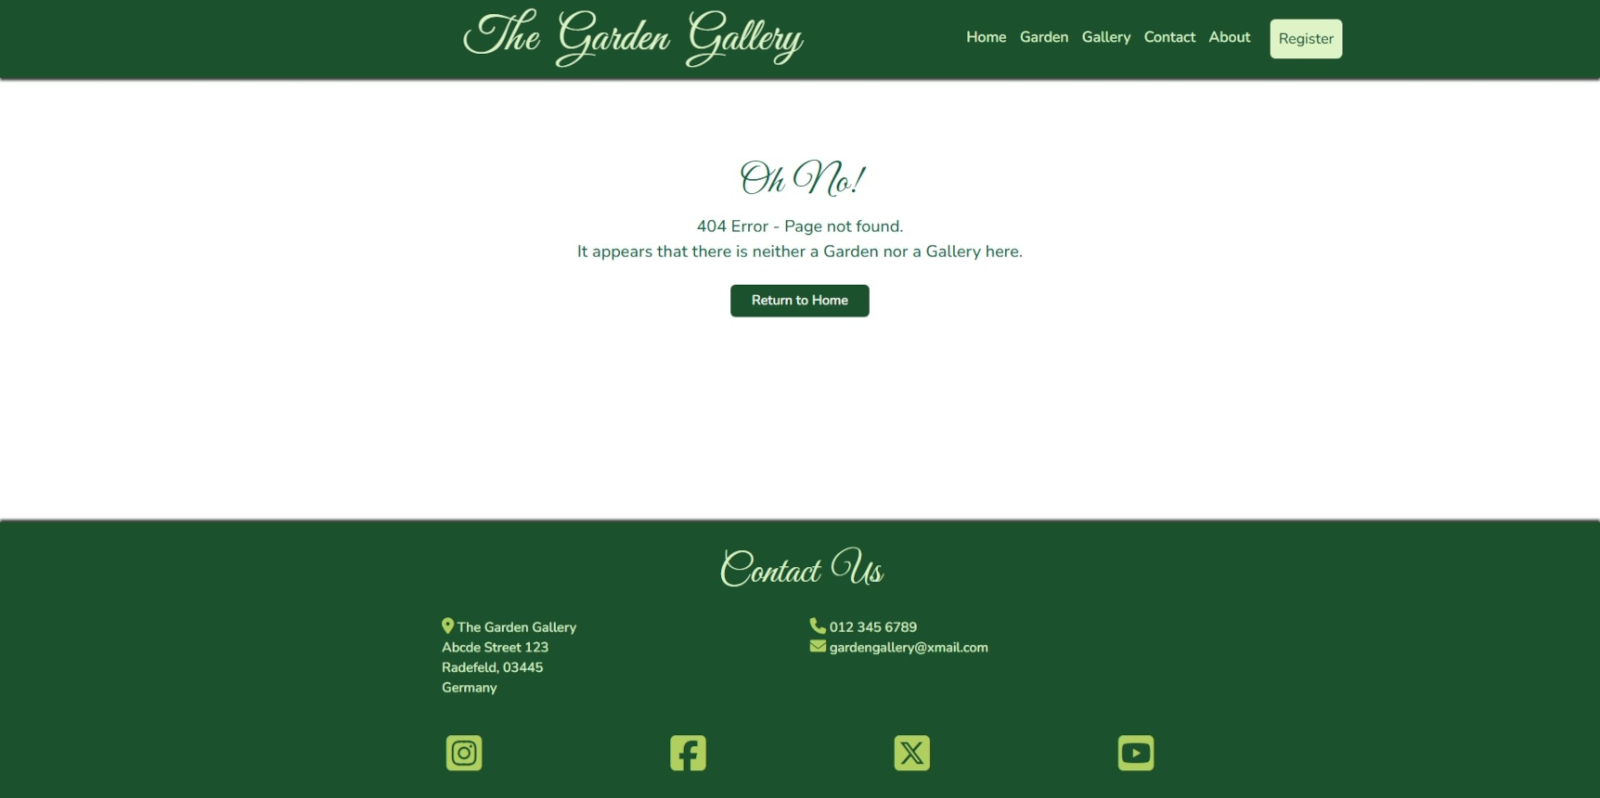 The Garden Gallery
Home Garden Gallery Contact About Register
Oh No!
404 Error - Page not found.
It appears that there is neither a Garden nor a Gallery here.
Return to Home
Contact Us
The Garden Gallery
Abcde Street 123
Radefeld, 03445
Germany
012 345 6789
gardengallery@xmail.com